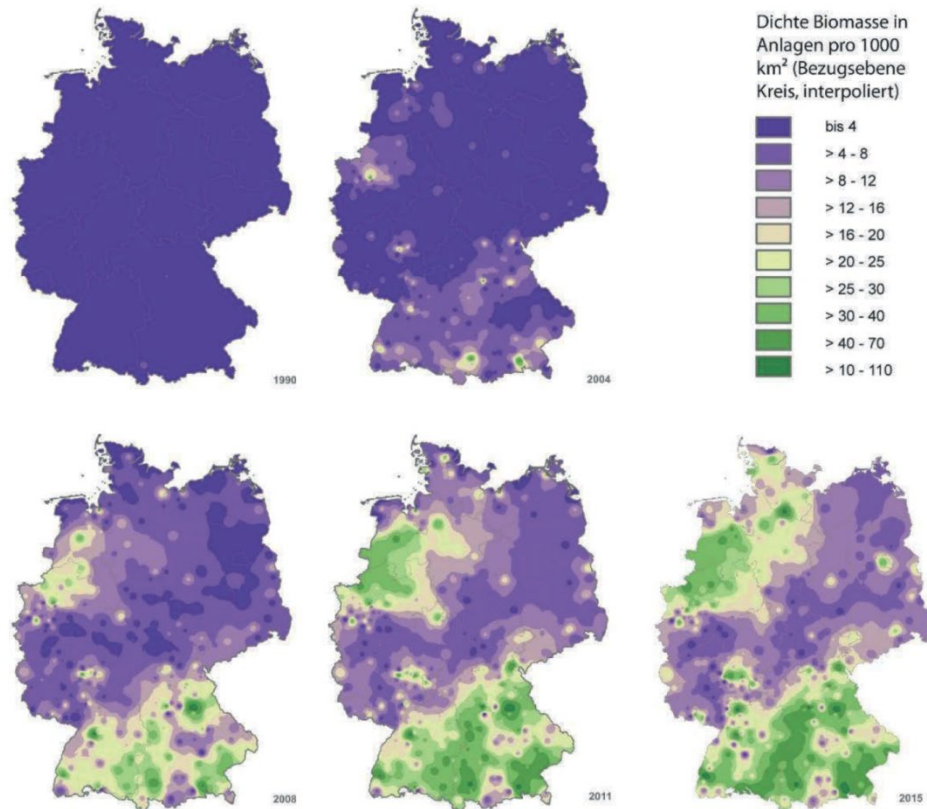 Dichte Biomasse in
Anlagen pro 1000
km² (Bezugsebene
Kreis, interpoliert)
bis 4
> 4 - 8
> 8 - 12
> 12 - 16
> 16 - 20
> 20 - 25
> 25 - 30
> 30 - 40
> 40 - 70
> 10 - 110
1990
2004
2008
2011
2015